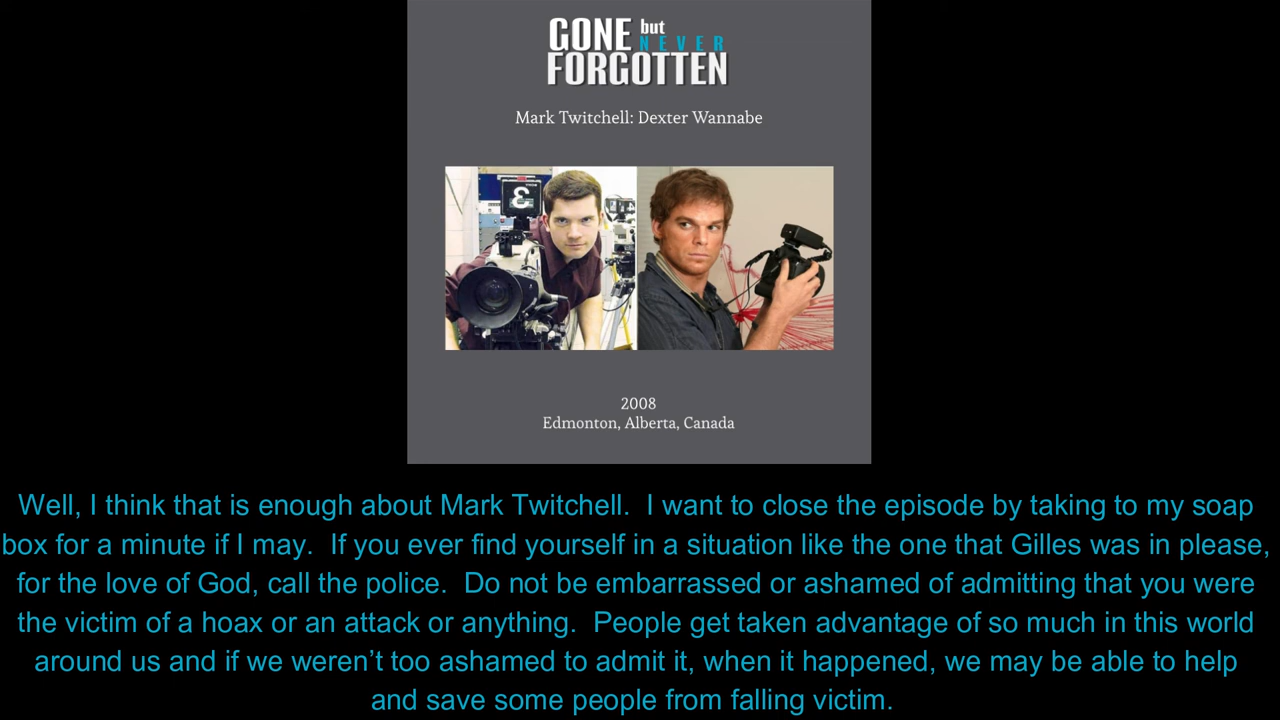 GONE but
NEVER
FORGOTTEN
Mark Twitchell: Dexter Wannabe
3
2008
Edmonton, Alberta, Canada
Well, I think that is enough about Mark Twitchell.  I want to close the episode by taking to my soap
box for a minute if I may.  If you ever find yourself in a situation like the one that Gilles was in please,
for the love of God, call the police.  Do not be embarrassed or ashamed of admitting that you were
the victim of a hoax or an attack or anything.  People get taken advantage of so much in this world
around us and if we weren’t too ashamed to admit it, when it happened, we may be able to help
and save some people from falling victim.